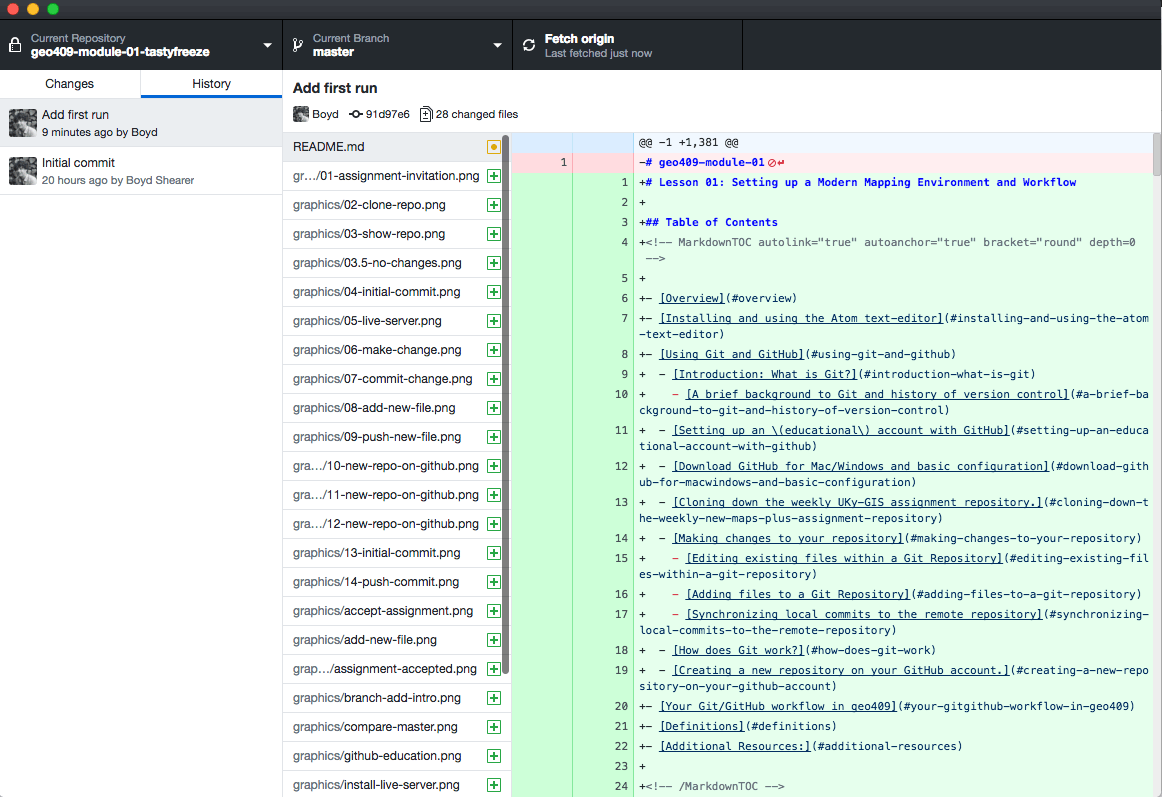 Current Repository
geo409-module-01-tastyfreeze
Current Branch
master
Fetch origin
Last fetched just now
Changes
History
Add first run
9 minutes ago by Boyd
Initial commit
20 hours ago by Boyd Shearer
Add first run
Boyd 91d97e6 28 changed files
README.md
gr…/01-assignment-invitation.png
graphics/02-clone-repo.png
graphics/03-show-repo.png
graphics/03.5-no-changes.png
graphics/04-initial-commit.png
graphics/05-live-server.png
graphics/06-make-change.png
graphics/07-commit-change.png
graphics/08-add-new-file.png
graphics/09-push-new-file.png
gra…/10-new-repo-on-github.png
gra…/11-new-repo-on-github.png
gra…/12-new-repo-on-github.png
graphics/13-initial-commit.png
graphics/14-push-commit.png
graphics/accept-assignment.png
graphics/add-new-file.png
grap…/assignment-accepted.png
graphics/branch-add-intro.png
graphics/compare-master.png
graphics/github-education.png
graphics/install-live-server.png
@@ -1 +1,381 @@
1 -# geo409-module-01
1 +# Lesson 01: Setting up a Modern Mapping Environment and Workflow
2 +
3 +## Table of Contents
4 +<!-- MarkdownTOC autolink="true" autoanchor="true" bracket="round" depth=0
-->
5 +
6 +- [Overview](#overview)
7 +- [Installing and using the Atom text-editor](#installing-and-using-the-atom
-text-editor)
8 +- [Using Git and GitHub](#using-git-and-github)
9 +  - [Introduction: What is Git?](#introduction-what-is-git)
10 +    - [A brief background to Git and history of version control](#a-brief-ba
ckground-to-git-and-history-of-version-control)
11 +  - [Setting up an \(educational\) account with GitHub](#setting-up-an-educa
tional-account-with-github)
12 +  - [Download GitHub for Mac/Windows and basic configuration](#download-gith
ub-for-macwindows-and-basic-configuration)
13 +  - [Cloning down the weekly UKy-GIS assignment repository.](#cloning-down-t
he-weekly-new-maps-plus-assignment-repository)
14 +  - [Making changes to your repository](#making-changes-to-your-repository)
15 +    - [Editing existing files within a Git Repository](#editing-existing-fil
es-within-a-git-repository)
16 +    - [Adding files to a Git Repository](#adding-files-to-a-git-repository)
17 +    - [Synchronizing local commits to the remote repository](#synchronizing-
local-commits-to-the-remote-repository)
18 +  - [How does Git work?](#how-does-git-work)
19 +  - [Creating a new repository on your GitHub account.](#creating-a-new-repo
sitory-on-your-github-account)
20 +- [Your Git/GitHub workflow in geo409](#your-gitgithub-workflow-in-geo409)
21 +- [Definitions](#definitions)
22 +- [Additional Resources:](#additional-resources)
23 +
24 +<!-- /MarkdownTOC -->